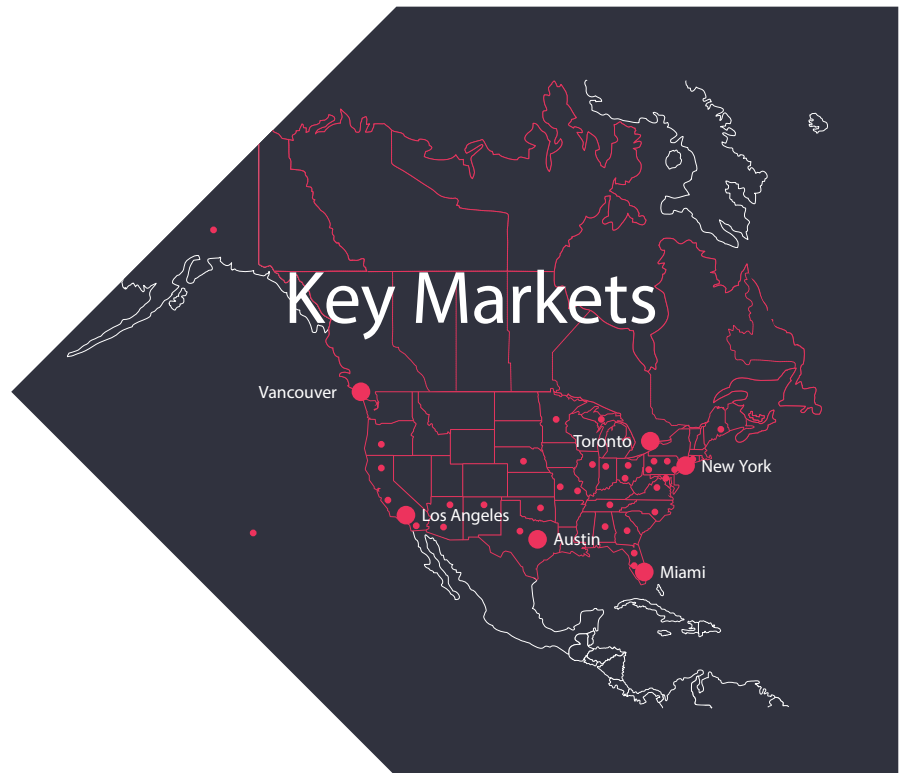 Key Markets
Vancouver
Toronto
New York
Los Angeles
Austin
Miami